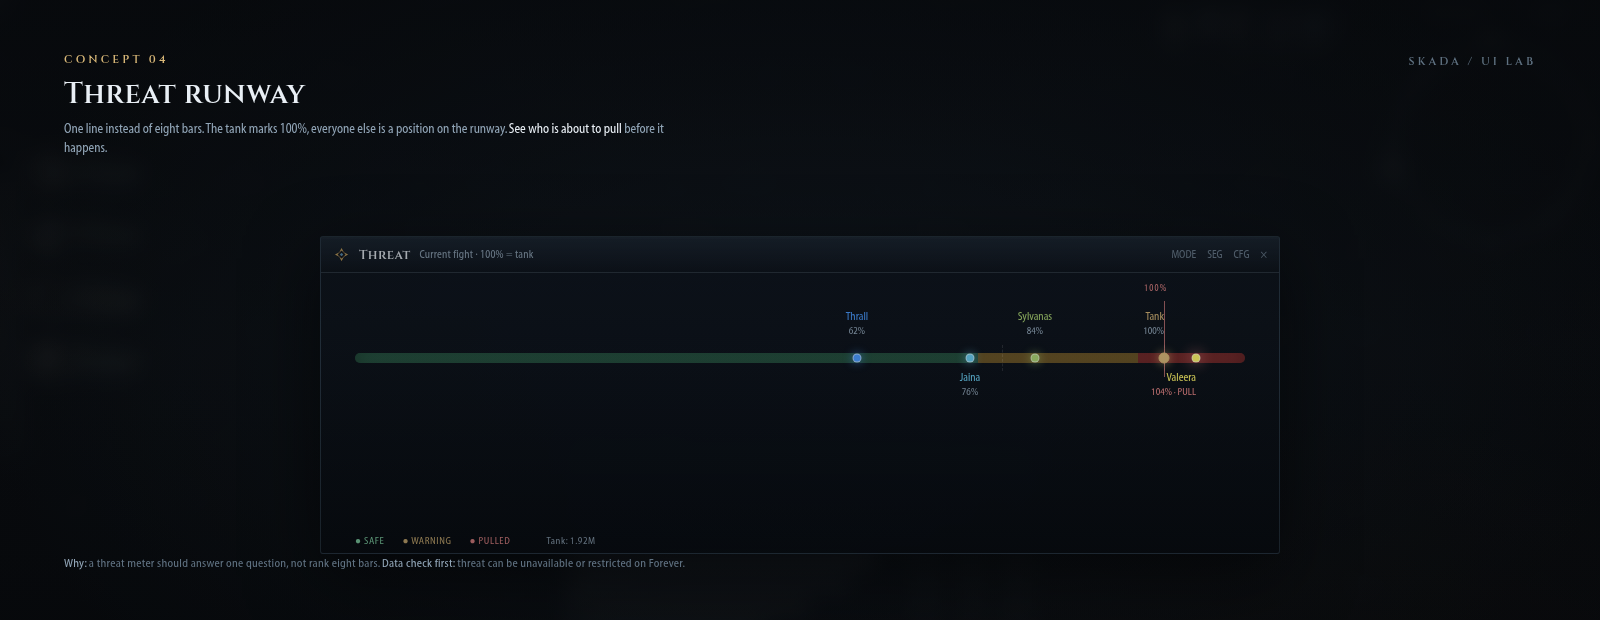 CONCEPT 04
SKADA / UI LAB
THREAT RUNWAY
One line instead of eight bars. The tank marks 100%, everyone else is a position on the runway. See who is about to pull before it
happens.
THREAT Current fight · 100% = tank MODE SEG CFG ×
100%
Thrall Sylvanas Tank
62% 84% 100%
Jaina Valeera
76% 104% · PULL
SAFE WARNING PULLED Tank: 1.92M
Why: a threat meter should answer one question, not rank eight bars. Data check first: threat can be unavailable or restricted on Forever.